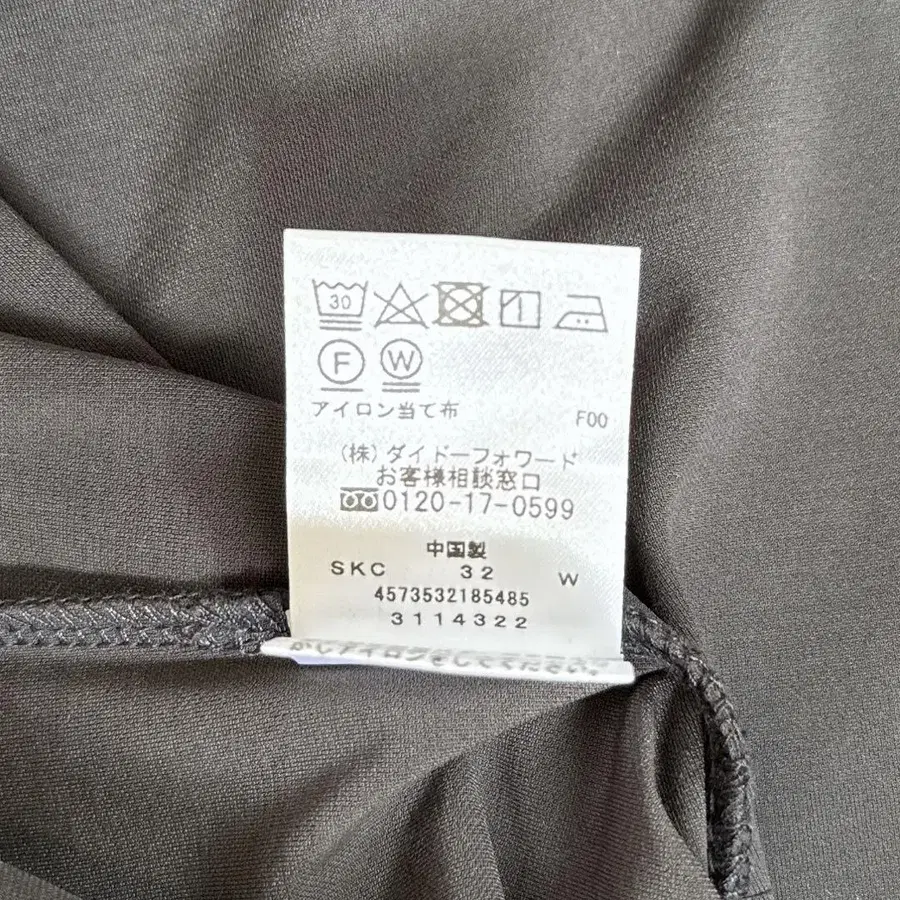 30
F W
アイロン当て布 F00
(株)ダイドーフォワード
お客様相談窓口
0120-17-0599
中国製
SKC 32 W
4573532185485
3114322